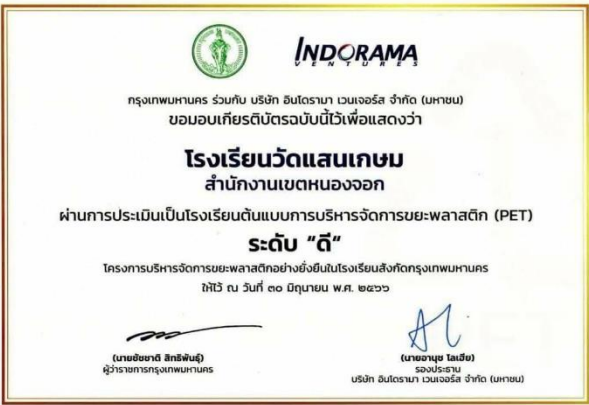 INDORAMA
VENTURES
กรุงเทพมหานคร ร่วมกับ บริษัท อินโดรามา เวนเจอร์ส จำกัด (มหาชน)
ขอมอบเกียรติบัตรฉบับนี้ไว้เพื่อแสดงว่า
โรงเรียนวัดแสนเกษม
สำนักงานเขตหนองจอก
ผ่านการประเมินเป็นโรงเรียนต้นแบบการบริหารจัดการขยะพลาสติก (PET)
ระดับ “ดี“
โครงการบริหารจัดการขยะพลาสติกอย่างยั่งยืนในโรงเรียนสังกัดกรุงเทพมหานคร
ให้ไว้ ณ วันที่ ๓๐ มิถุนายน พ.ศ. ๒๕๖๖
(นายชัชชาติ สิทธิพันธุ์)
ผู้ว่าราชการกรุงเทพมหานคร
(นายอานุช โลเฮีย)
รองประธาน
บริษัท อินโดรามา เวนเจอร์ส จำกัด (มหาชน)